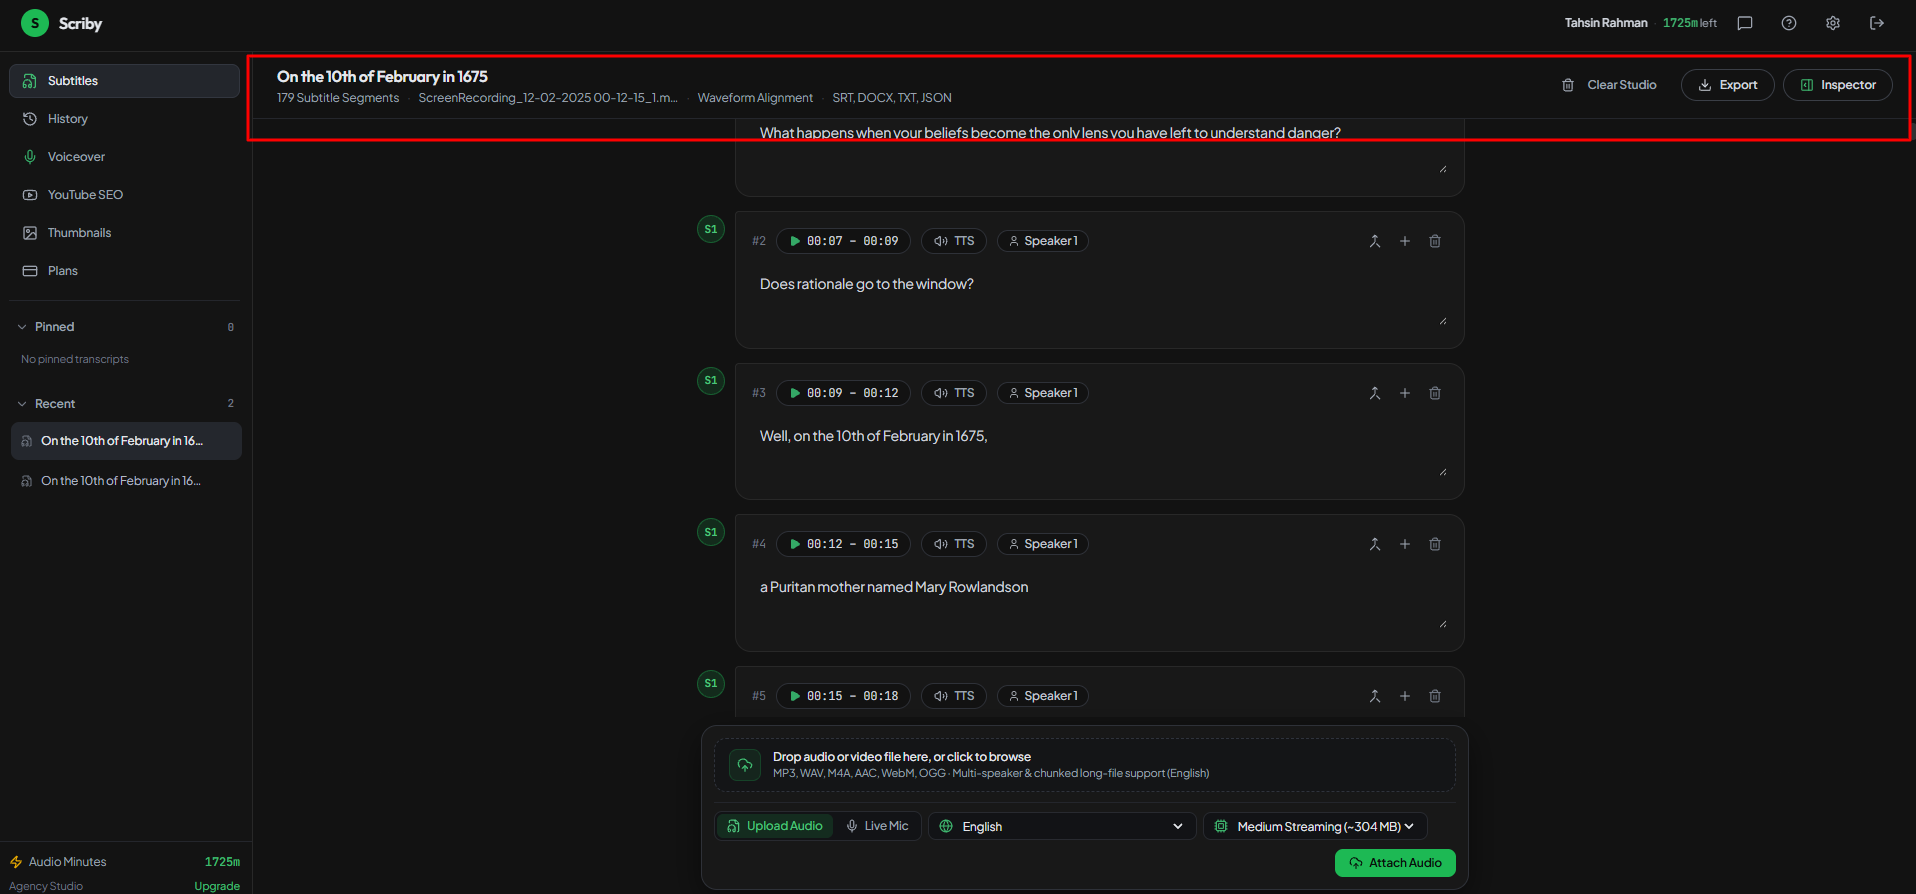 S Scriby
Tahsin Rahman 1725m left
Subtitles
History
Voiceover
YouTube SEO
Thumbnails
Plans
Pinned 0
No pinned transcripts
Recent 2
On the 10th of February in 16...
On the 10th of February in 16...
Audio Minutes 1725m
Agency Studio Upgrade
On the 10th of February in 1675
179 Subtitle Segments · ScreenRecording_12-02-2025 00-12-15_1.m... · Waveform Alignment · SRT, DOCX, TXT, JSON
Clear Studio Export Inspector
What happens when your beliefs become the only lens you have left to understand danger?
S1 #2 00:07 - 00:09 TTS Speaker 1
Does rationale go to the window?
S1 #3 00:09 - 00:12 TTS Speaker 1
Well, on the 10th of February in 1675,
S1 #4 00:12 - 00:15 TTS Speaker 1
a Puritan mother named Mary Rowlandson
S1 #5 00:15 - 00:18 TTS Speaker 1
Drop audio or video file here, or click to browse
MP3, WAV, M4A, AAC, WebM, OGG · Multi-speaker & chunked long-file support (English)
Upload Audio Live Mic English Medium Streaming (~304 MB)
Attach Audio